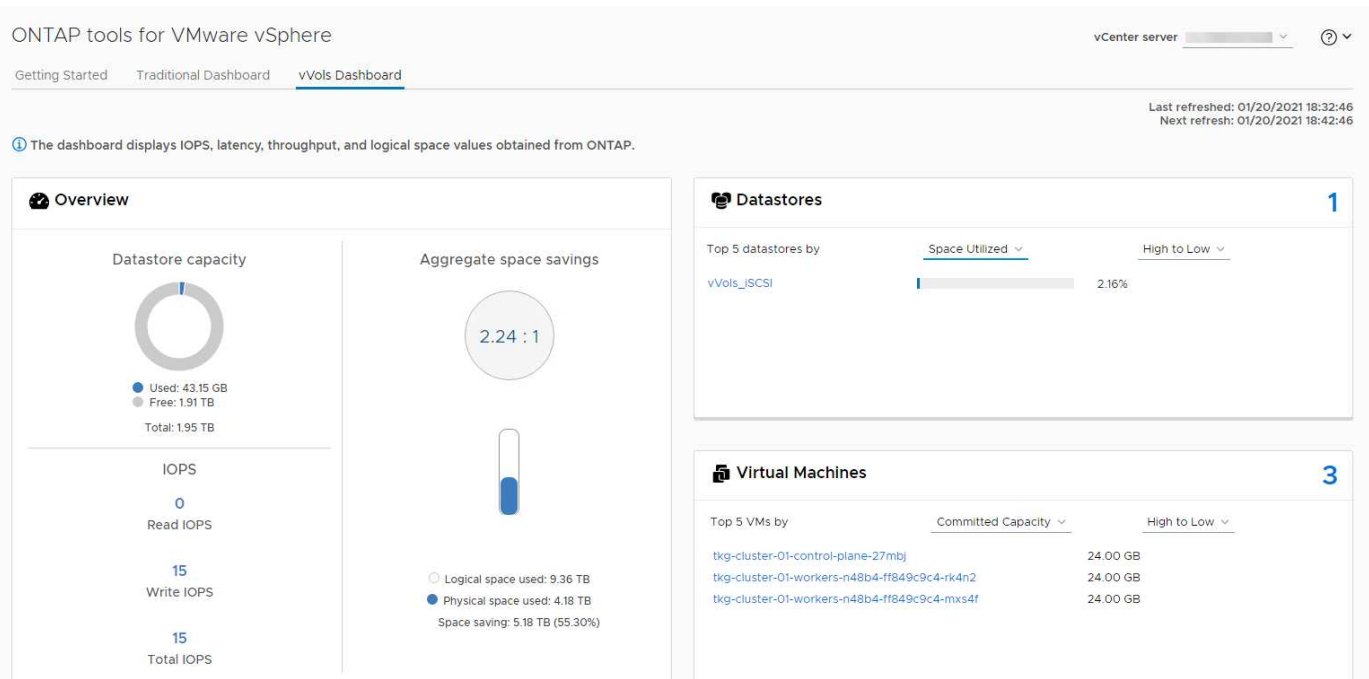 ONTAP tools for VMware vSphere
vCenter server
Getting Started
Traditional Dashboard
vVols Dashboard
Last refreshed: 01/20/2021 18:32:46
Next refresh: 01/20/2021 18:42:46
The dashboard displays IOPS, latency, throughput, and logical space values obtained from ONTAP.
Overview
Datastore capacity
Used: 43.15 GB
Free: 1.91 TB
Total: 1.95 TB
IOPS
0
Read IOPS
15
Write IOPS
15
Total IOPS
Aggregate space savings
2.24 : 1
Logical space used: 9.36 TB
Physical space used: 4.18 TB
Space saving: 5.18 TB (55.30%)
Datastores
1
Top 5 datastores by Space Utilized High to Low
vVols_iSCSI 2.16%
Virtual Machines
3
Top 5 VMs by Committed Capacity High to Low
tkg-cluster-01-control-plane-27mbj 24.00 GB
tkg-cluster-01-workers-n48b4-ff849c9c4-rk4n2 24.00 GB
tkg-cluster-01-workers-n48b4-ff849c9c4-mxs4f 24.00 GB